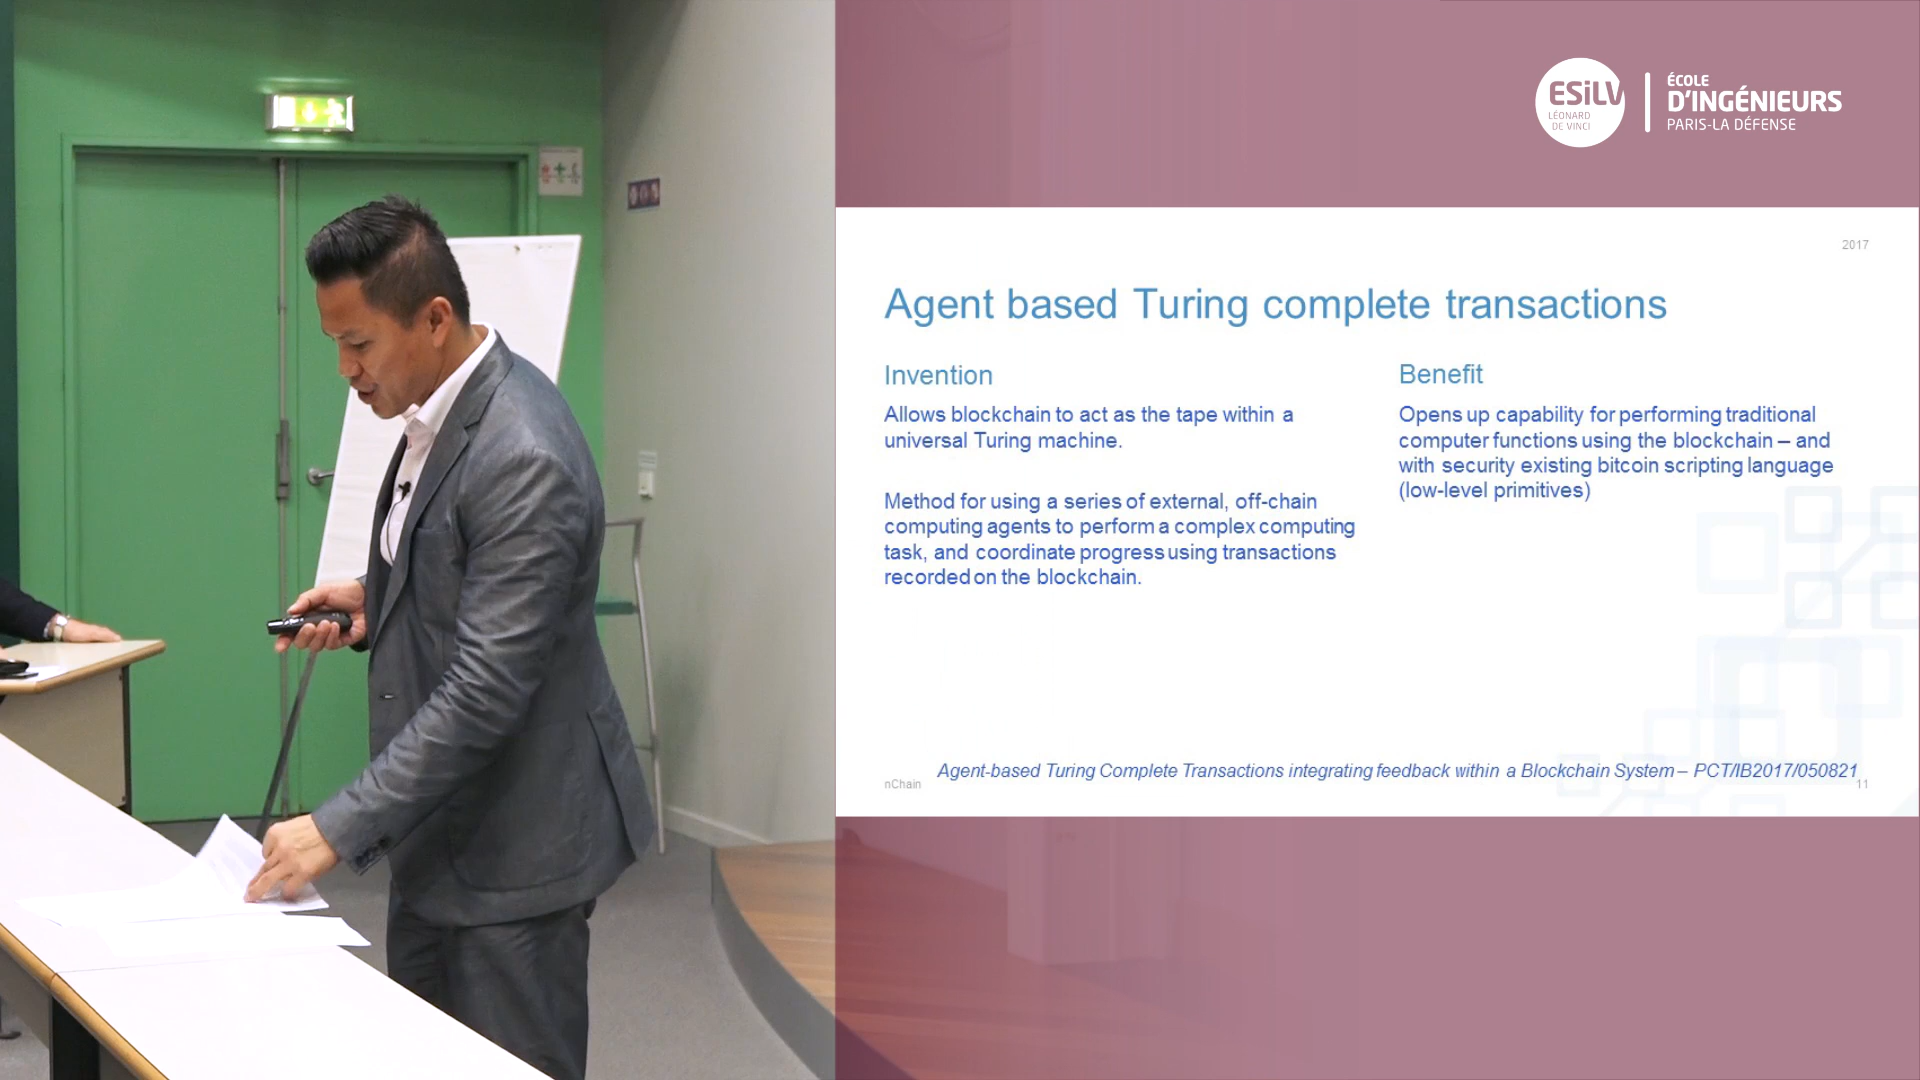 ESiLV
LÉONARD
DE VINCI
ÉCOLE
D'INGÉNIEURS
PARIS-LA DÉFENSE
2017
Agent based Turing complete transactions
Invention
Allows blockchain to act as the tape within a
universal Turing machine.
Method for using a series of external, off-chain
computing agents to perform a complex computing
task, and coordinate progress using transactions
recorded on the blockchain.
Benefit
Opens up capability for performing traditional
computer functions using the blockchain – and
with security existing bitcoin scripting language
(low-level primitives)
Agent-based Turing Complete Transactions integrating feedback within a Blockchain System – PCT/IB2017/050821
nChain
11